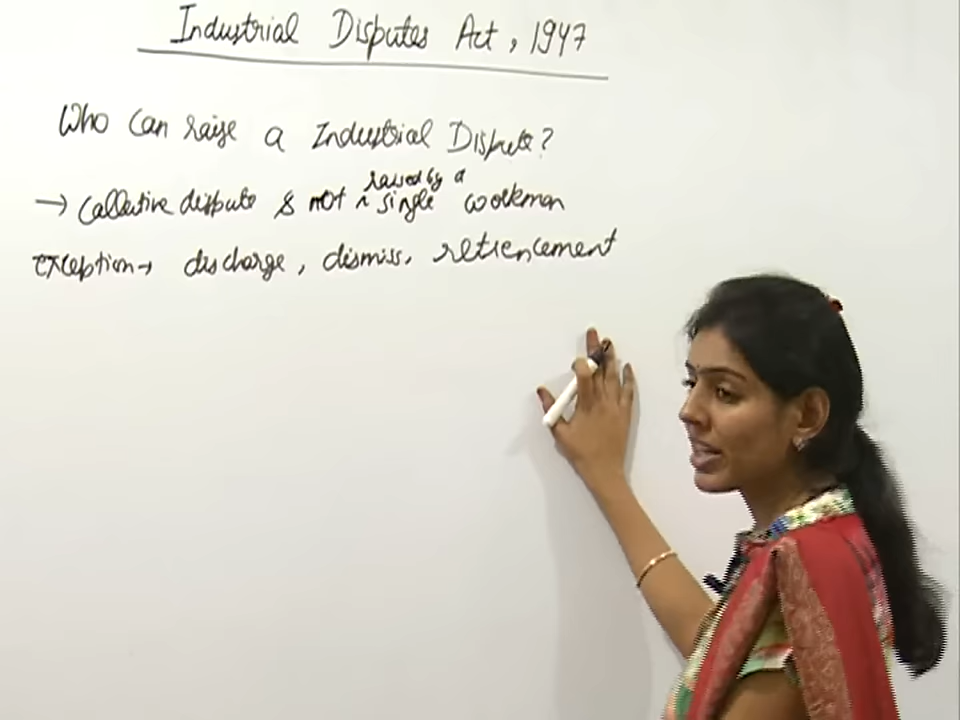 Industrial Disputes Act, 1947
Who can raise a Industrial Dispute?
→ Collective dispute & not raised by a single workman
exception → discharge, dismiss, retrencement